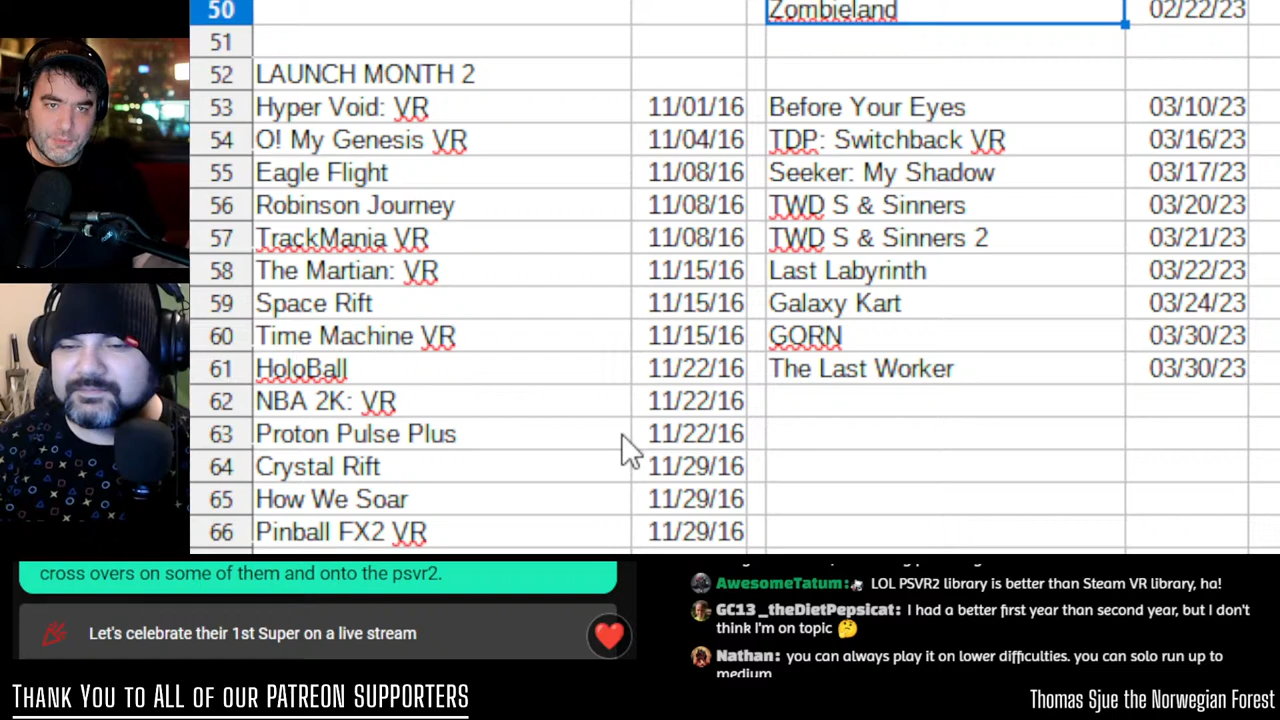 50 Zombieland 02/22/23
51
52 LAUNCH MONTH 2
53 Hyper Void: VR 11/01/16 Before Your Eyes 03/10/23
54 O! My Genesis VR 11/04/16 TDP: Switchback VR 03/16/23
55 Eagle Flight 11/08/16 Seeker: My Shadow 03/17/23
56 Robinson Journey 11/08/16 TWD S & Sinners 03/20/23
57 TrackMania VR 11/08/16 TWD S & Sinners 2 03/21/23
58 The Martian: VR 11/15/16 Last Labyrinth 03/22/23
59 Space Rift 11/15/16 Galaxy Kart 03/24/23
60 Time Machine VR 11/15/16 GORN 03/30/23
61 HoloBall 11/22/16 The Last Worker 03/30/23
62 NBA 2K: VR 11/22/16
63 Proton Pulse Plus 11/22/16
64 Crystal Rift 11/29/16
65 How We Soar 11/29/16
66 Pinball FX2 VR 11/29/16
cross overs on some of them and onto the psvr2.
Let's celebrate their 1st Super on a live stream
AwesomeTatum: LOL PSVR2 library is better than Steam VR library, ha!
GC13_theDietPepsicat: I had a better first year than second year, but I don't
think I'm on topic 🤔
Nathan: you can always play it on lower difficulties. you can solo run up to
medium
THANK YOU TO ALL OF OUR PATREON SUPPORTERS
Thomas Sjue the Norwegian Forest